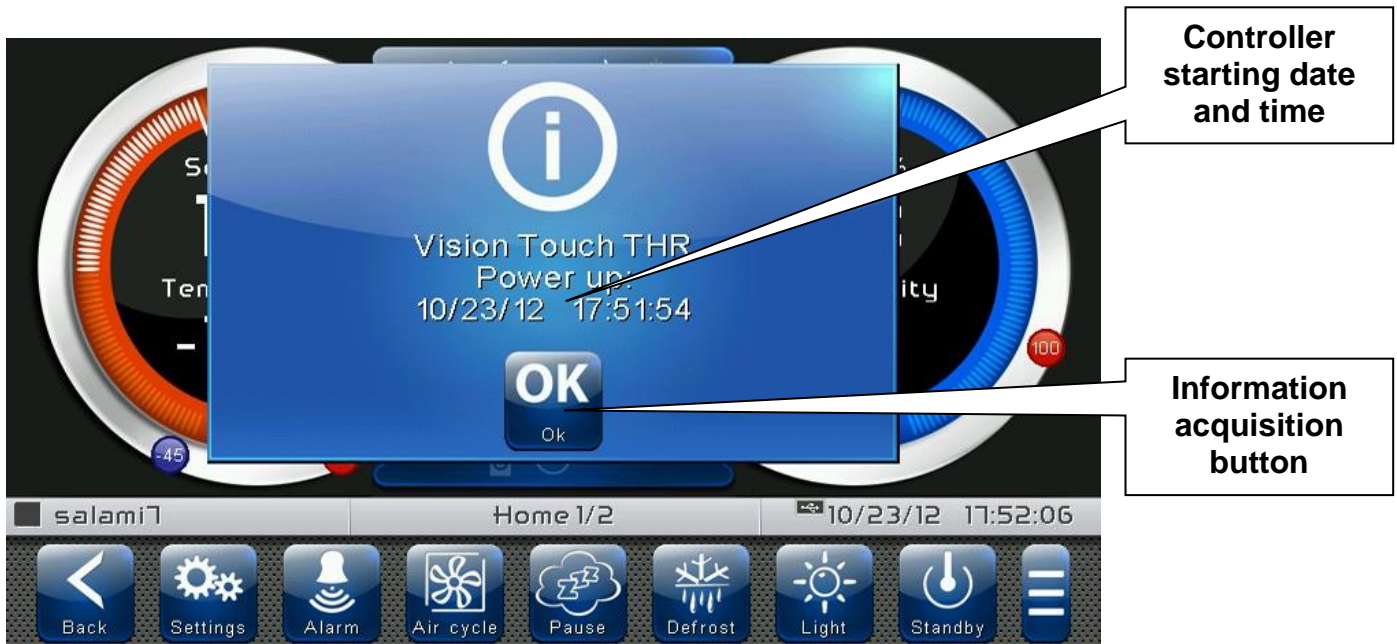 Controller
starting date
and time
Vision Touch THR
Power up:
10/23/12 17:51:54
OK
Ok
100
-45
Information
acquisition
button
salami7
Home 1/2
10/23/12 17:52:06
Back
Settings
Alarm
Air cycle
Pause
Defrost
Light
Standby